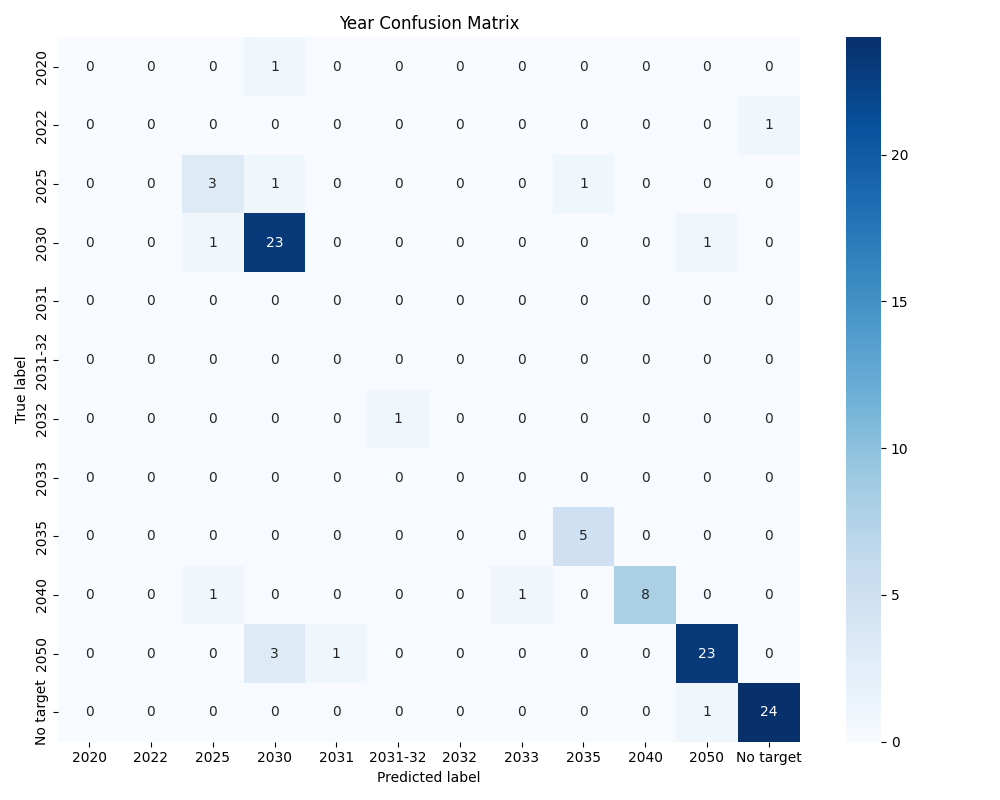 Year Confusion Matrix
2020 0 0 0 1 0 0 0 0 0 0 0 0
2022 0 0 0 0 0 0 0 0 0 0 0 1
2025 0 0 3 1 0 0 0 0 1 0 0 0
2030 0 0 1 23 0 0 0 0 0 0 1 0
2031 0 0 0 0 0 0 0 0 0 0 0 0
2031-32 0 0 0 0 0 0 0 0 0 0 0 0
2032 0 0 0 0 0 1 0 0 0 0 0 0
2033 0 0 0 0 0 0 0 0 0 0 0 0
2035 0 0 0 0 0 0 0 0 5 0 0 0
2040 0 0 1 0 0 0 0 1 0 8 0 0
2050 0 0 0 3 1 0 0 0 0 0 23 0
No target 0 0 0 0 0 0 0 0 0 0 1 24
2020 2022 2025 2030 2031 2031-32 2032 2033 2035 2040 2050 No target
Predicted label
True label
20
15
10
5
0